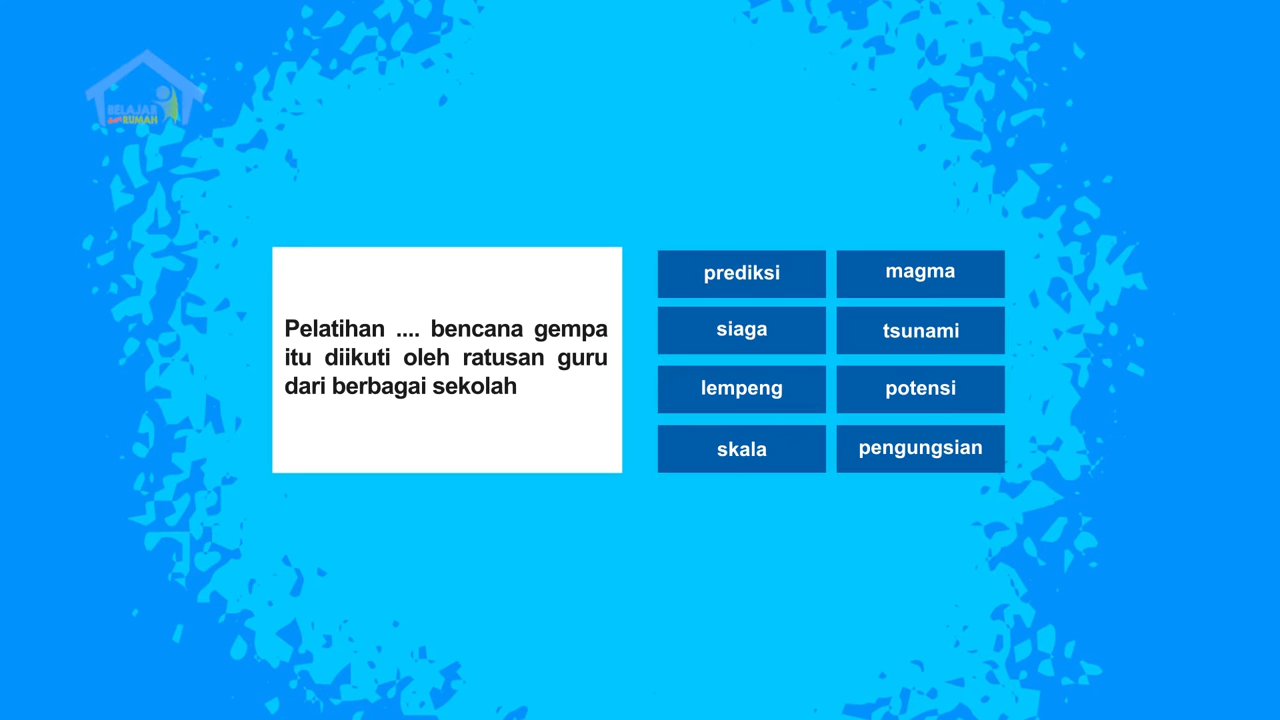 BELAJAR
dari RUMAH
Pelatihan .... bencana gempa
itu diikuti oleh ratusan guru
dari berbagai sekolah
prediksi
magma
siaga
tsunami
lempeng
potensi
skala
pengungsian